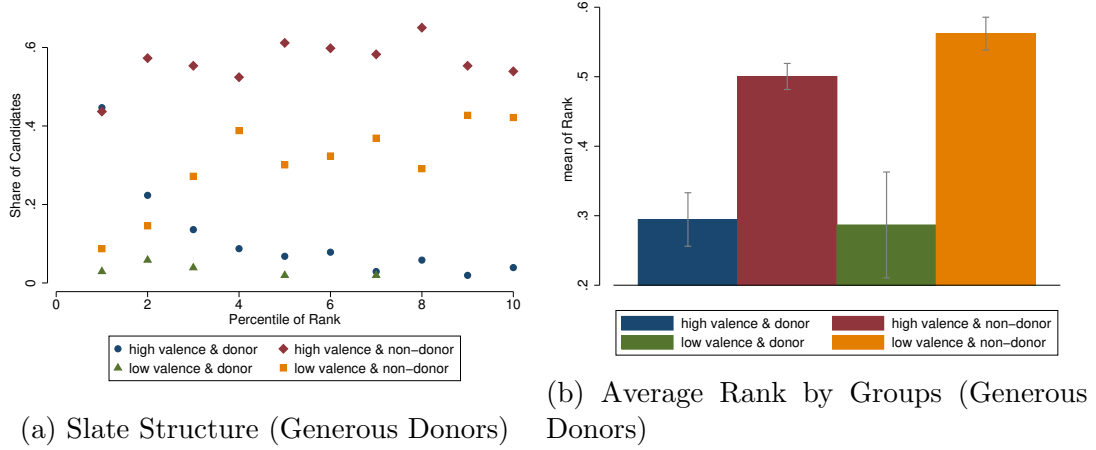 0 .2 .4 .6
Share of Candidates
0 2 4 6 8 10
Percentile of Rank
high valence & donor high valence & non−donor
low valence & donor low valence & non−donor
(a) Slate Structure (Generous Donors)
.2 .3 .4 .5 .6
mean of Rank
high valence & donor high valence & non−donor
low valence & donor low valence & non−donor
(b) Average Rank by Groups (Generous
Donors)